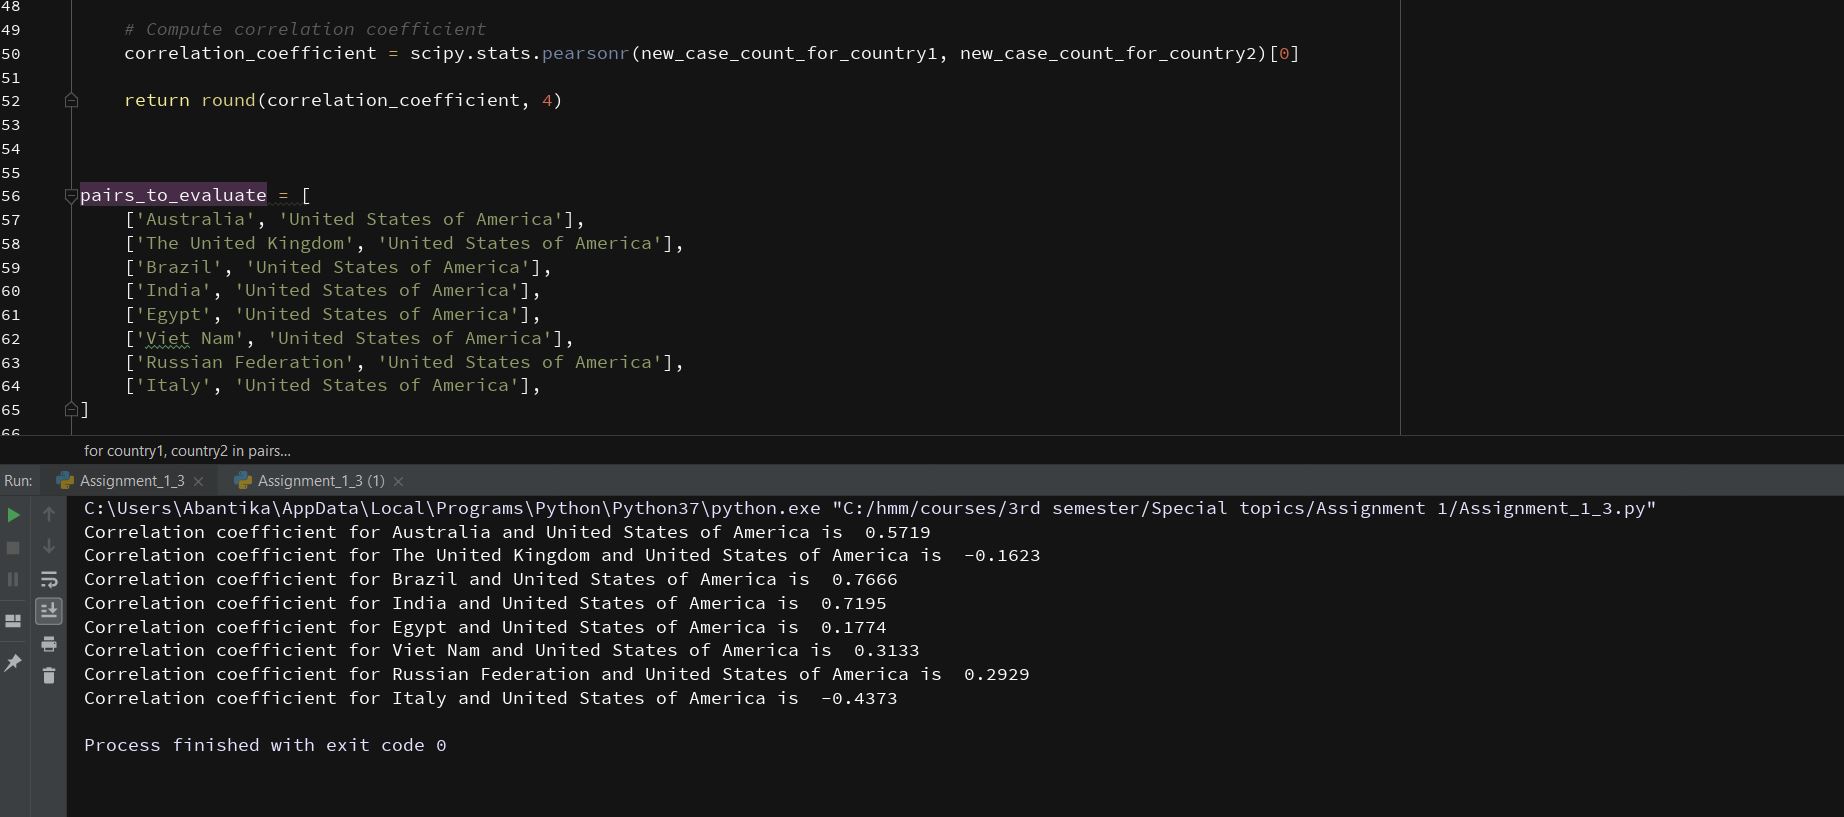 48
49 # Compute correlation coefficient
50 correlation_coefficient = scipy.stats.pearsonr(new_case_count_for_country1, new_case_count_for_country2)[0]
51
52 return round(correlation_coefficient, 4)
53
54
55
56 pairs_to_evaluate = [
57 ['Australia', 'United States of America'],
58 ['The United Kingdom', 'United States of America'],
59 ['Brazil', 'United States of America'],
60 ['India', 'United States of America'],
61 ['Egypt', 'United States of America'],
62 ['Viet Nam', 'United States of America'],
63 ['Russian Federation', 'United States of America'],
64 ['Italy', 'United States of America'],
65 ]
66
for country1, country2 in pairs...
Run: Assignment_1_3 × Assignment_1_3 (1) ×
C:\Users\Abantika\AppData\Local\Programs\Python\Python37\python.exe "C:/hmm/courses/3rd semester/Special topics/Assignment 1/Assignment_1_3.py"
Correlation coefficient for Australia and United States of America is  0.5719
Correlation coefficient for The United Kingdom and United States of America is  -0.1623
Correlation coefficient for Brazil and United States of America is  0.7666
Correlation coefficient for India and United States of America is  0.7195
Correlation coefficient for Egypt and United States of America is  0.1774
Correlation coefficient for Viet Nam and United States of America is  0.3133
Correlation coefficient for Russian Federation and United States of America is  0.2929
Correlation coefficient for Italy and United States of America is  -0.4373
Process finished with exit code 0